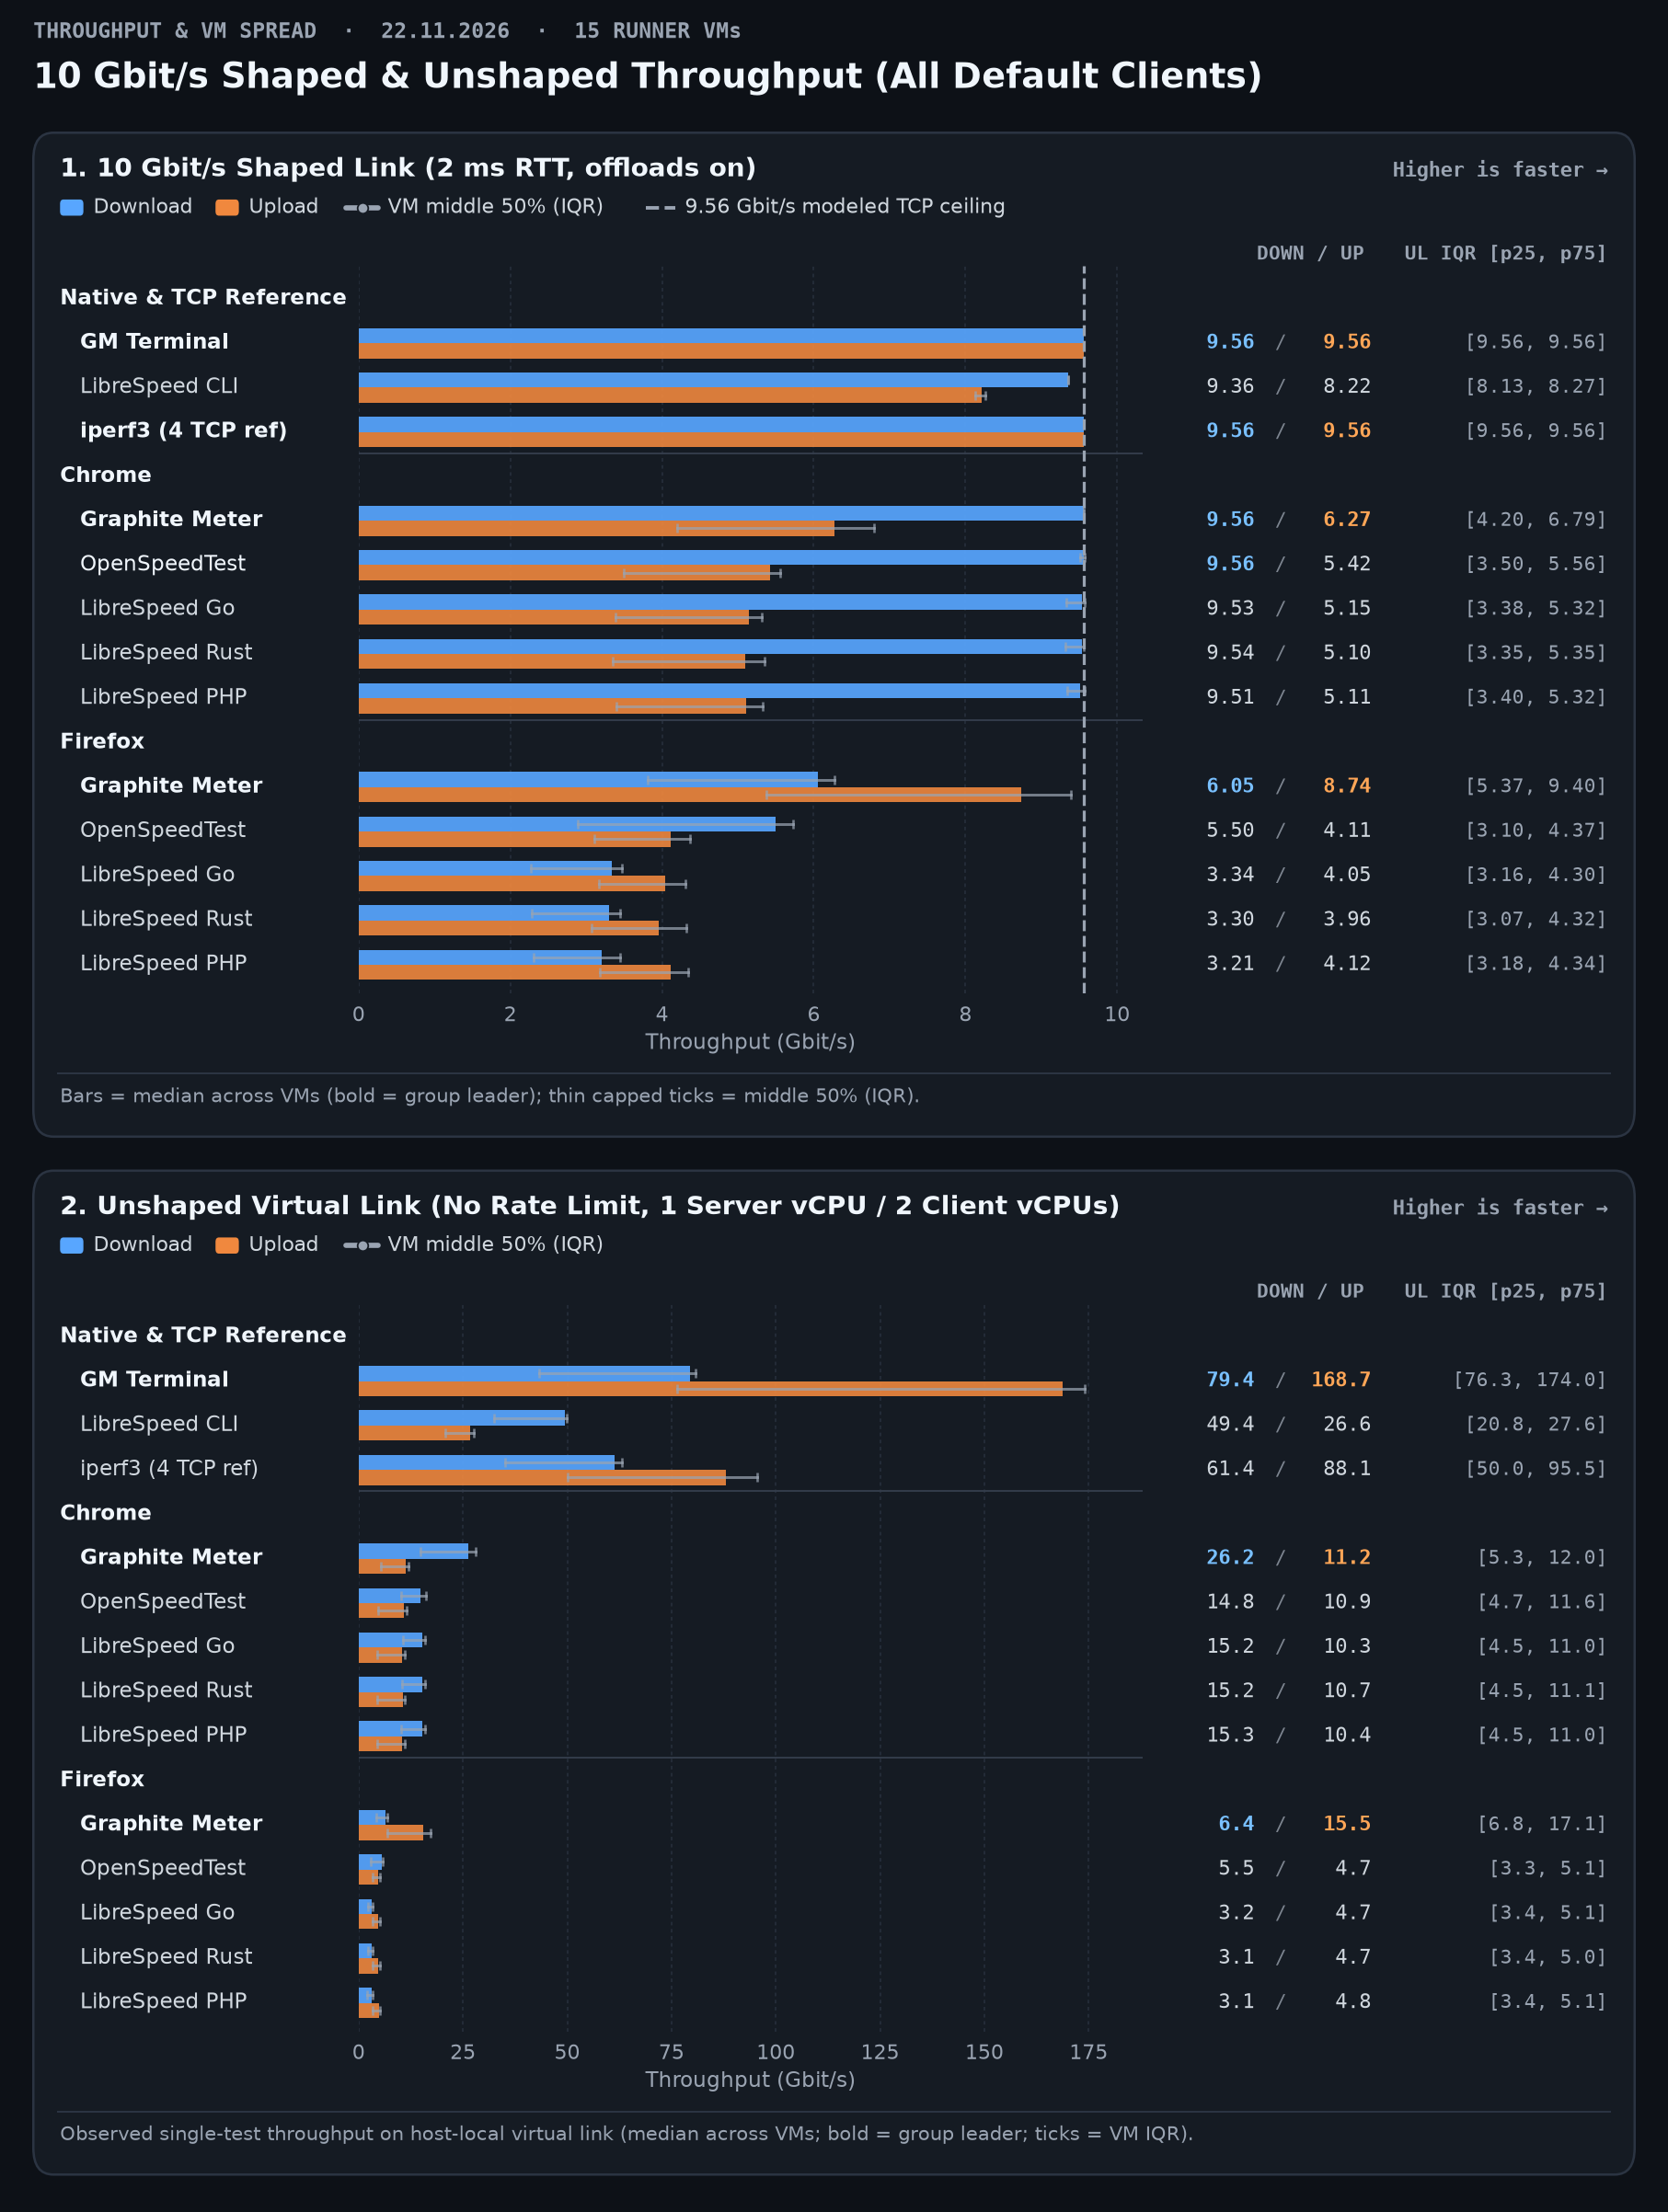 THROUGHPUT & VM SPREAD · 22.11.2026 · 15 RUNNER VMs
10 Gbit/s Shaped & Unshaped Throughput (All Default Clients)
1. 10 Gbit/s Shaped Link (2 ms RTT, offloads on)
Higher is faster →
Download Upload VM middle 50% (IQR) 9.56 Gbit/s modeled TCP ceiling
DOWN / UP UL IQR [p25, p75]
Native & TCP Reference
GM Terminal 9.56 / 9.56 [9.56, 9.56]
LibreSpeed CLI 9.36 / 8.22 [8.13, 8.27]
iperf3 (4 TCP ref) 9.56 / 9.56 [9.56, 9.56]
Chrome
Graphite Meter 9.56 / 6.27 [4.20, 6.79]
OpenSpeedTest 9.56 / 5.42 [3.50, 5.56]
LibreSpeed Go 9.53 / 5.15 [3.38, 5.32]
LibreSpeed Rust 9.54 / 5.10 [3.35, 5.35]
LibreSpeed PHP 9.51 / 5.11 [3.40, 5.32]
Firefox
Graphite Meter 6.05 / 8.74 [5.37, 9.40]
OpenSpeedTest 5.50 / 4.11 [3.10, 4.37]
LibreSpeed Go 3.34 / 4.05 [3.16, 4.30]
LibreSpeed Rust 3.30 / 3.96 [3.07, 4.32]
LibreSpeed PHP 3.21 / 4.12 [3.18, 4.34]
0 2 4 6 8 10
Throughput (Gbit/s)
Bars = median across VMs (bold = group leader); thin capped ticks = middle 50% (IQR).
2. Unshaped Virtual Link (No Rate Limit, 1 Server vCPU / 2 Client vCPUs)
Higher is faster →
Download Upload VM middle 50% (IQR)
DOWN / UP UL IQR [p25, p75]
Native & TCP Reference
GM Terminal 79.4 / 168.7 [76.3, 174.0]
LibreSpeed CLI 49.4 / 26.6 [20.8, 27.6]
iperf3 (4 TCP ref) 61.4 / 88.1 [50.0, 95.5]
Chrome
Graphite Meter 26.2 / 11.2 [5.3, 12.0]
OpenSpeedTest 14.8 / 10.9 [4.7, 11.6]
LibreSpeed Go 15.2 / 10.3 [4.5, 11.0]
LibreSpeed Rust 15.2 / 10.7 [4.5, 11.1]
LibreSpeed PHP 15.3 / 10.4 [4.5, 11.0]
Firefox
Graphite Meter 6.4 / 15.5 [6.8, 17.1]
OpenSpeedTest 5.5 / 4.7 [3.3, 5.1]
LibreSpeed Go 3.2 / 4.7 [3.4, 5.1]
LibreSpeed Rust 3.1 / 4.7 [3.4, 5.0]
LibreSpeed PHP 3.1 / 4.8 [3.4, 5.1]
0 25 50 75 100 125 150 175
Throughput (Gbit/s)
Observed single-test throughput on host-local virtual link (median across VMs; bold = group leader; ticks = VM IQR).